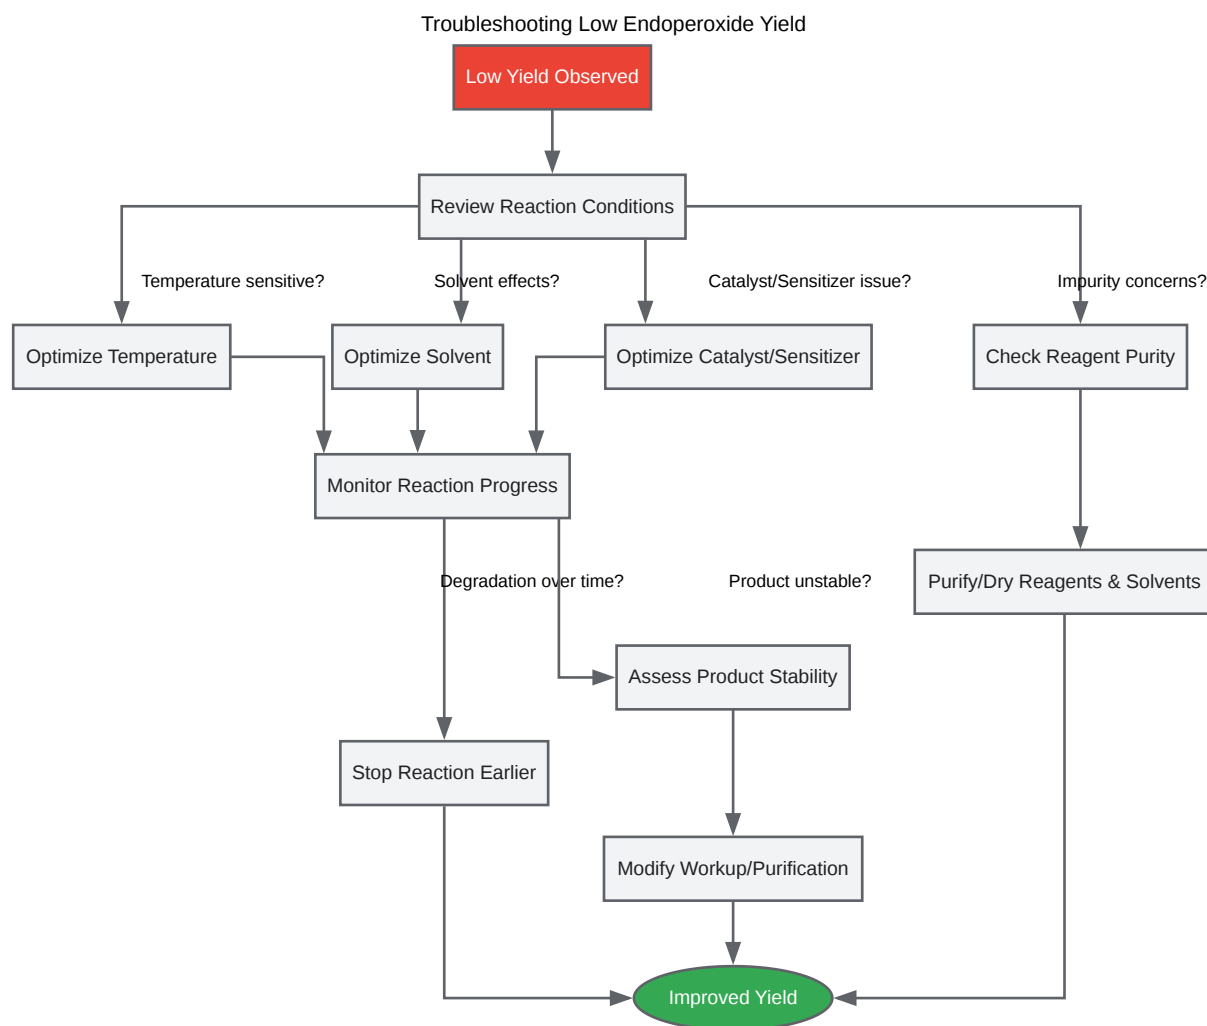 Troubleshooting Low Endoperoxide Yield
Low Yield Observed
Review Reaction Conditions
Temperature sensitive?
Solvent effects?
Catalyst/Sensitizer issue?
Impurity concerns?
Optimize Temperature
Optimize Solvent
Optimize Catalyst/Sensitizer
Check Reagent Purity
Monitor Reaction Progress
Degradation over time?
Product unstable?
Purify/Dry Reagents & Solvents
Assess Product Stability
Stop Reaction Earlier
Modify Workup/Purification
Improved Yield